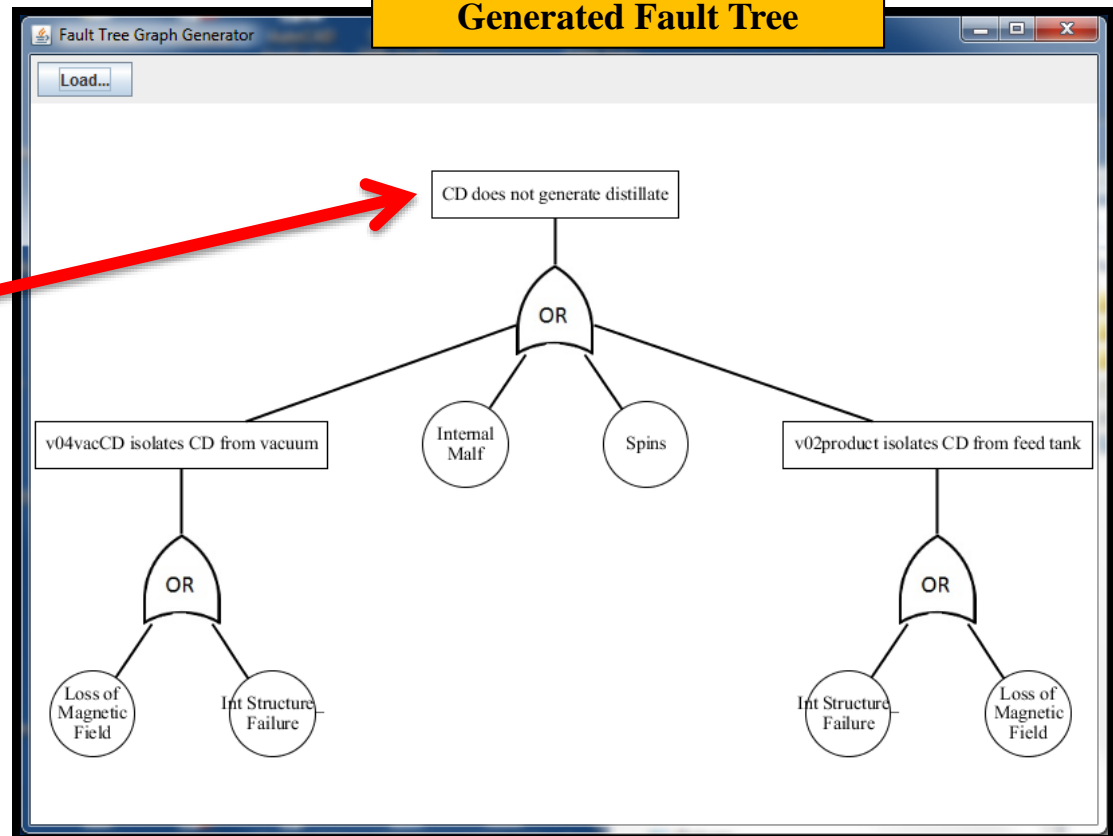 Generated Fault Tree
Fault Tree Graph Generator
Load...
CD does not generate distillate
OR
v04vacCD isolates CD from vacuum
Internal
Malf
Spins
v02product isolates CD from feed tank
OR
OR
Loss of
Magnetic
Field
Int Structure_
Failure
Int Structure_
Failure
Loss of
Magnetic
Field